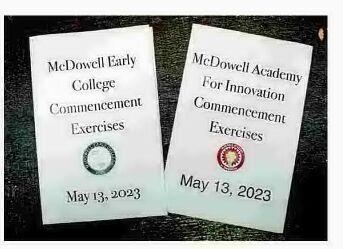 McDowell Early
College
Commencement
Exercises
May 13, 2023
McDowell Academy
For Innovation
Commencement
Exercises
May 13, 2023